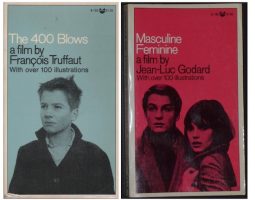 The 400 Blows
a film by
François Truffaut
With over 100 illustrations
Masculine
Feminine
a film by
Jean-Luc Godard
With over 100 illustrations